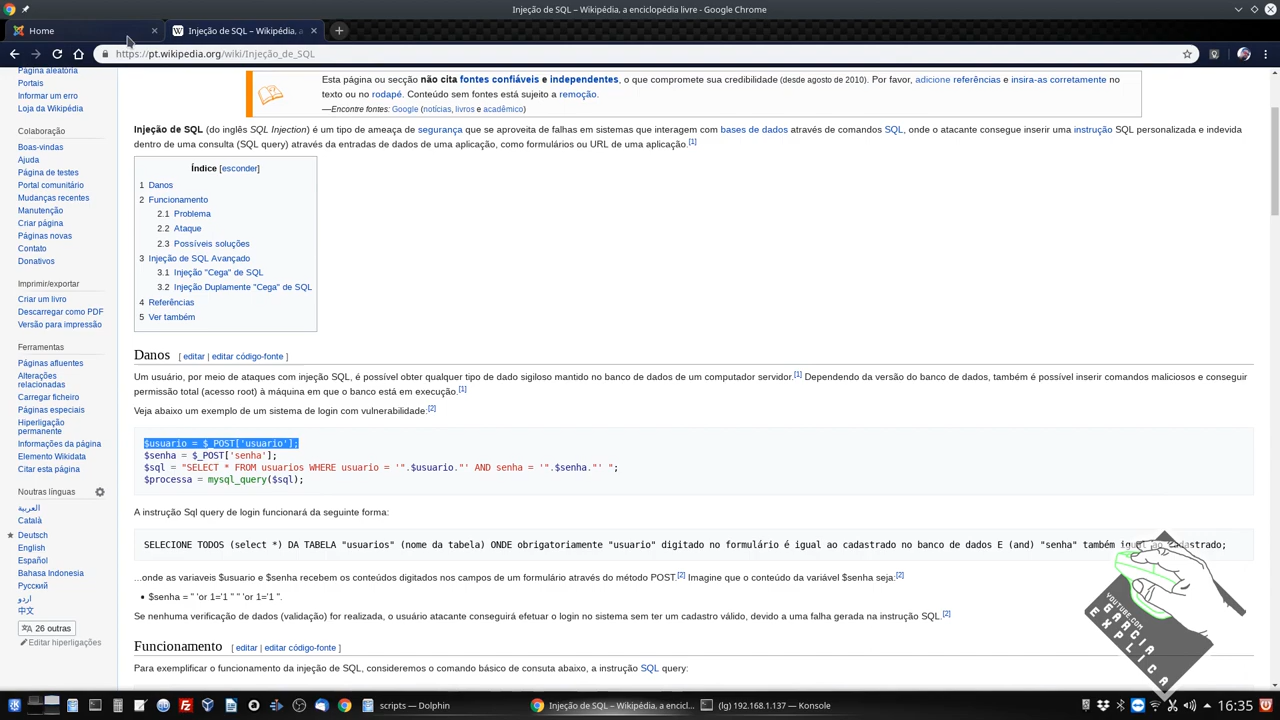 Injeção de SQL – Wikipédia, a enciclopédia livre - Google Chrome
Home
Injeção de SQL – Wikipédia, a
https://pt.wikipedia.org/wiki/Injeção_de_SQL
Página aleatória
Portais
Informar um erro
Loja da Wikipédia
Colaboração
Boas-vindas
Ajuda
Página de testes
Portal comunitário
Mudanças recentes
Manutenção
Criar página
Páginas novas
Contato
Donativos
Imprimir/exportar
Criar um livro
Descarregar como PDF
Versão para impressão
Ferramentas
Páginas afluentes
Alterações
relacionadas
Carregar ficheiro
Páginas especiais
Hiperligação
permanente
Informações da página
Elemento Wikidata
Citar esta página
Noutras línguas
العربية
Català
Deutsch
English
Español
Bahasa Indonesia
Русский
اردو
中文
26 outras
Editar hiperligações
Esta página ou secção não cita fontes confiáveis e independentes, o que compromete sua credibilidade (desde agosto de 2010). Por favor, adicione referências e insira-as corretamente no
texto ou no rodapé. Conteúdo sem fontes está sujeito a remoção.
—Encontre fontes: Google (notícias, livros e acadêmico)
Injeção de SQL (do inglês SQL Injection) é um tipo de ameaça de segurança que se aproveita de falhas em sistemas que interagem com bases de dados através de comandos SQL, onde o atacante consegue inserir uma instrução SQL personalizada e indevida
dentro de uma consulta (SQL query) através da entradas de dados de uma aplicação, como formulários ou URL de uma aplicação.[1]
Índice [esconder]
1 Danos
2 Funcionamento
2.1 Problema
2.2 Ataque
2.3 Possíveis soluções
3 Injeção de SQL Avançado
3.1 Injeção "Cega" de SQL
3.2 Injeção Duplamente "Cega" de SQL
4 Referências
5 Ver também
Danos [ editar | editar código-fonte ]
Um usuário, por meio de ataques com injeção SQL, é possível obter qualquer tipo de dado sigiloso mantido no banco de dados de um computador servidor.[1] Dependendo da versão do banco de dados, também é possível inserir comandos maliciosos e conseguir
permissão total (acesso root) à máquina em que o banco está em execução.[1]
Veja abaixo um exemplo de um sistema de login com vulnerabilidade:[2]
$usuario = $_POST['usuario'];
$senha = $_POST['senha'];
$sql = "SELECT * FROM usuarios WHERE usuario = '".$usuario."' AND senha = '".$senha."' ";
$processa = mysql_query($sql);
A instrução Sql query de login funcionará da seguinte forma:
SELECIONE TODOS (select *) DA TABELA "usuarios" (nome da tabela) ONDE obrigatoriamente "usuario" digitado no formulário é igual ao cadastrado no banco de dados E (and) "senha" também igual ao cadastrado;
...onde as variaveis $usuario e $senha recebem os conteúdos digitados nos campos de um formulário através do método POST.[2] Imagine que o conteúdo da variável $senha seja:[2]
• $senha = " 'or 1='1 " " 'or 1='1 ".
Se nenhuma verificação de dados (validação) for realizada, o usuário atacante conseguirá efetuar o login no sistema sem ter um cadastro válido, devido a uma falha gerada na instrução SQL.[2]
Funcionamento [ editar | editar código-fonte ]
Para exemplificar o funcionamento da injeção de SQL, consideremos o comando básico de consuta abaixo, a instrução SQL query:
YOUTUBE.COM/
GARCIA
EXPLICA
scripts — Dolphin
Injeção de SQL – Wikipédia, a encicl...
(lg) 192.168.1.137 — Konsole
16:35